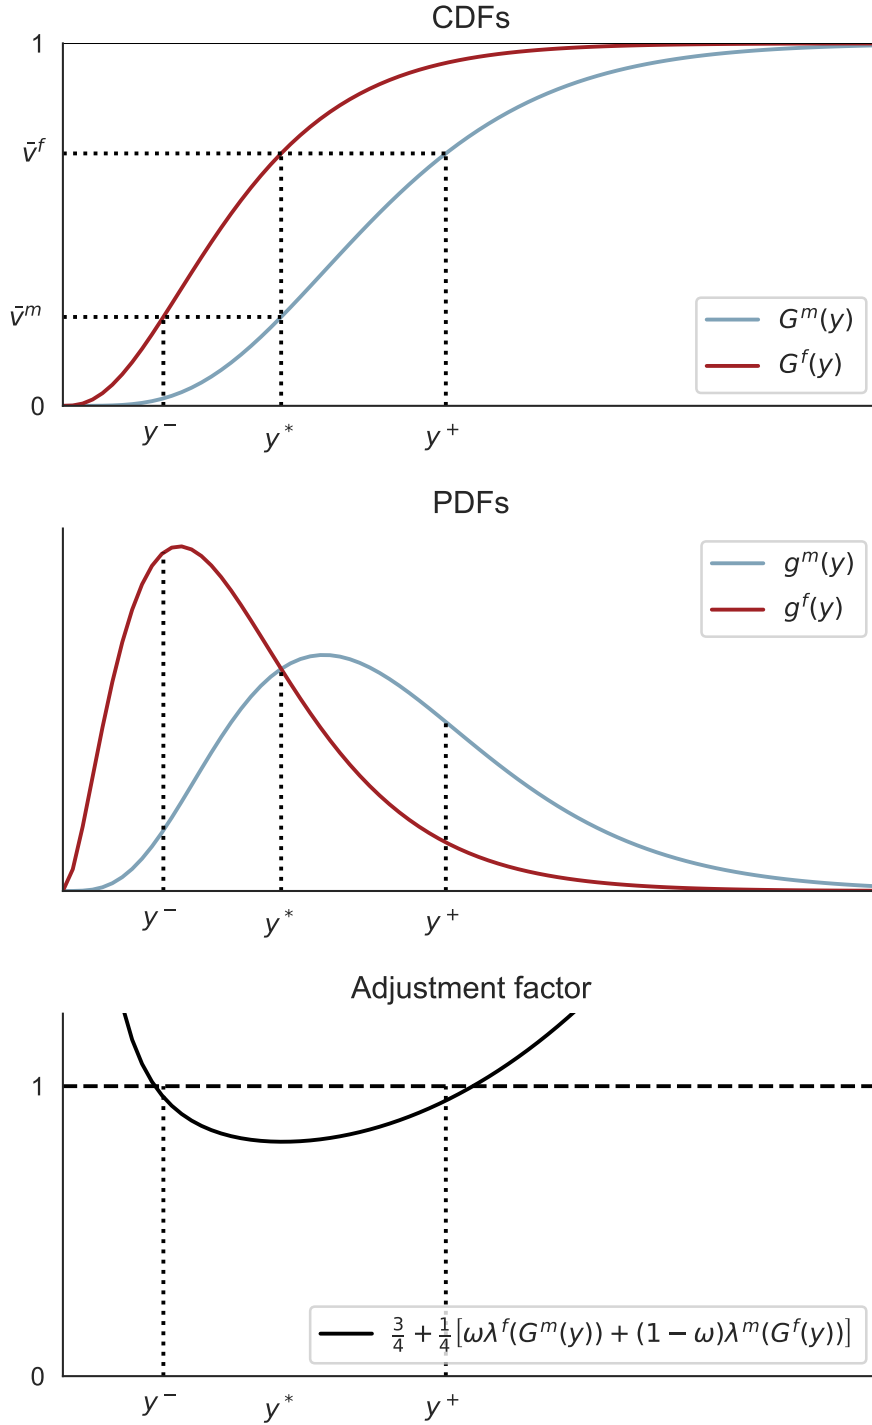 CDFs
1
v̄^f
v̄^m
G^m(y)
G^f(y)
0
y^- y^* y^+
PDFs
g^m(y)
g^f(y)
y^- y^* y^+
Adjustment factor
1
3/4 + 1/4 [ωλ^f(G^m(y)) + (1 − ω)λ^m(G^f(y))]
0
y^- y^* y^+